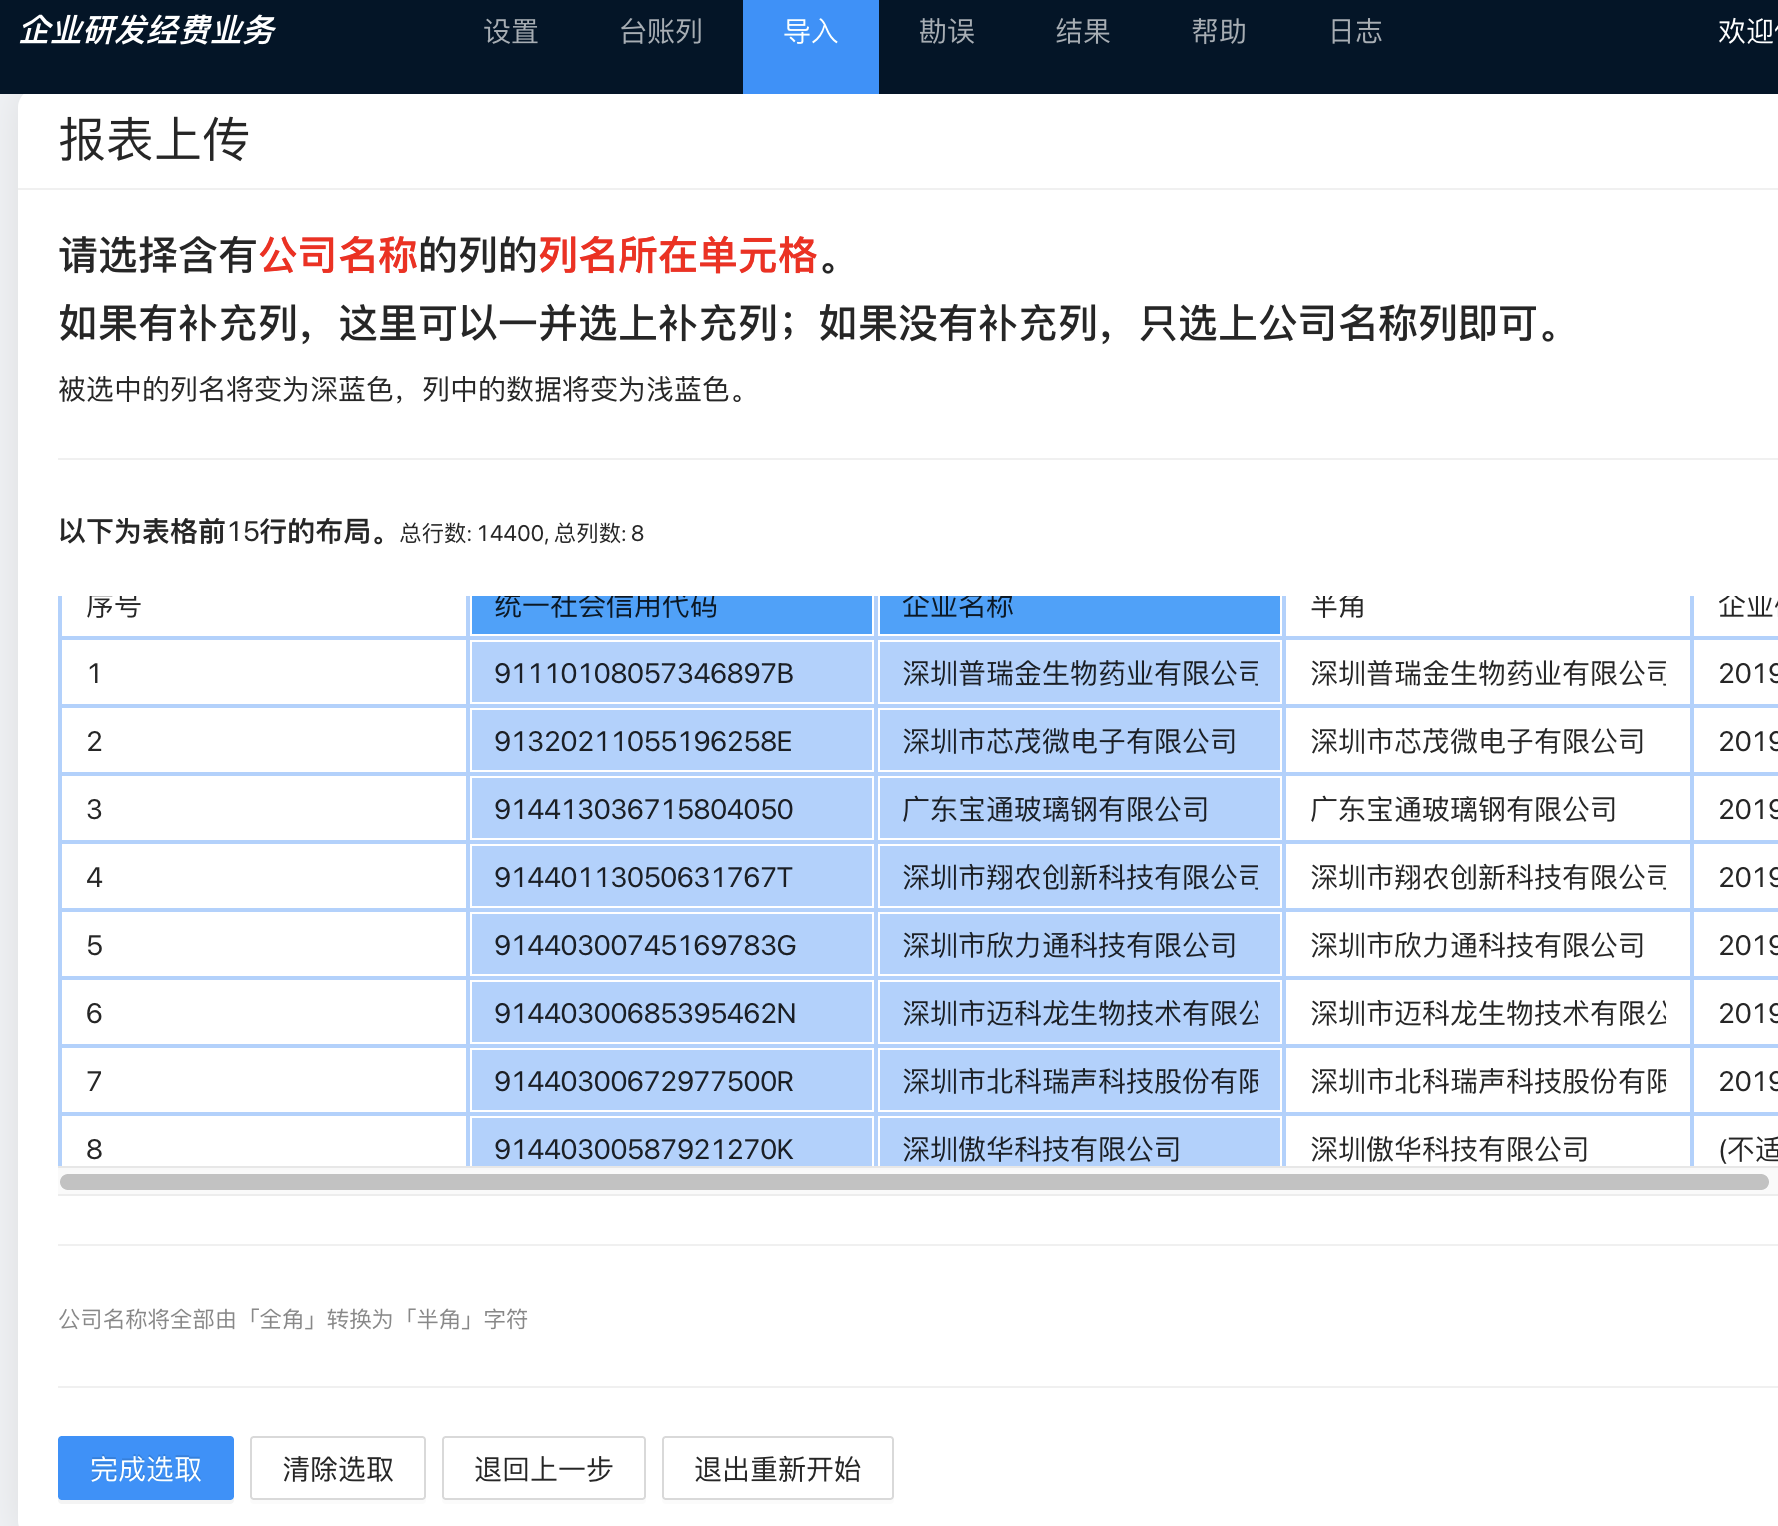 企业研发经费业务 设置 台账列 导入 勘误 结果 帮助 日志 欢迎
报表上传
请选择含有公司名称的列的列名所在单元格。
如果有补充列，这里可以一并选上补充列；如果没有补充列，只选上公司名称列即可。
被选中的列名将变为深蓝色，列中的数据将变为浅蓝色。
以下为表格前15行的布局。总行数: 14400, 总列数: 8
序号 统一社会信用代码 企业名称 半角 企业
1 91110108057346897B 深圳普瑞金生物药业有限公司 深圳普瑞金生物药业有限公司 2019
2 91320211055196258E 深圳市芯茂微电子有限公司 深圳市芯茂微电子有限公司 2019
3 914413036715804050 广东宝通玻璃钢有限公司 广东宝通玻璃钢有限公司 2019
4 91440113050631767T 深圳市翔农创新科技有限公司 深圳市翔农创新科技有限公司 2019
5 91440300745169783G 深圳市欣力通科技有限公司 深圳市欣力通科技有限公司 2019
6 91440300685395462N 深圳市迈科龙生物技术有限公 深圳市迈科龙生物技术有限公 2019
7 91440300672977500R 深圳市北科瑞声科技股份有限 深圳市北科瑞声科技股份有限 2019
8 91440300587921270K 深圳傲华科技有限公司 深圳傲华科技有限公司 (不适
公司名称将全部由「全角」转换为「半角」字符
完成选取 清除选取 退回上一步 退出重新开始